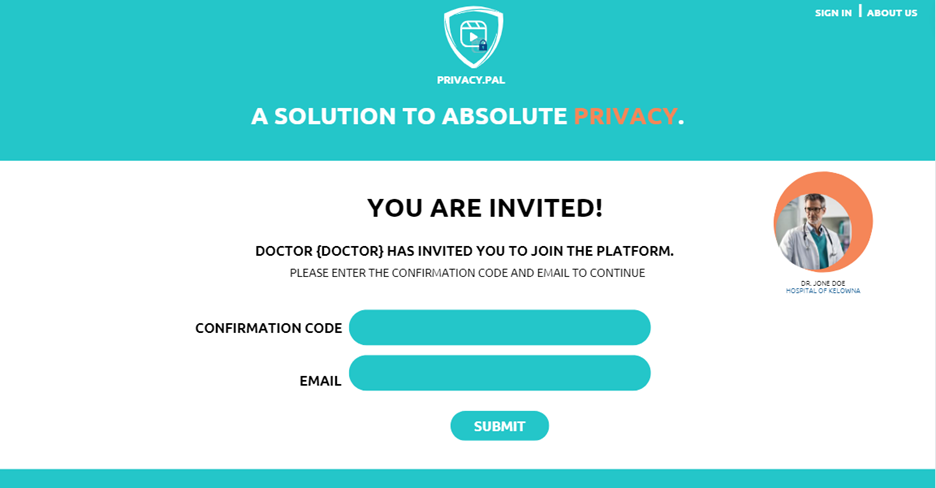 SIGN IN | ABOUT US
PRIVACY.PAL
A SOLUTION TO ABSOLUTE PRIVACY.
YOU ARE INVITED!
DOCTOR {DOCTOR} HAS INVITED YOU TO JOIN THE PLATFORM.
PLEASE ENTER THE CONFIRMATION CODE AND EMAIL TO CONTINUE
DR. JONE DOE
HOSPITAL OF KELOWNA
CONFIRMATION CODE
EMAIL
SUBMIT